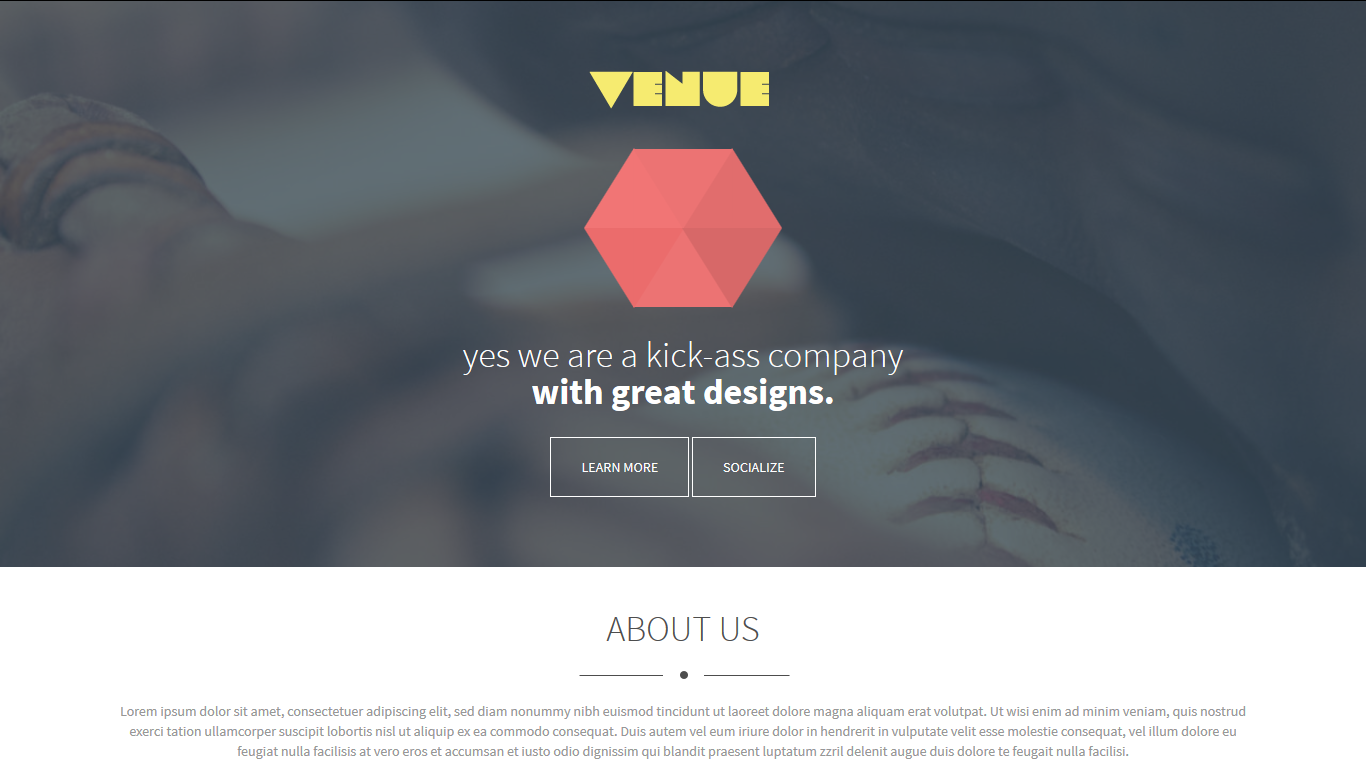 VENUE
yes we are a kick-ass company
with great designs.
LEARN MORE
SOCIALIZE
ABOUT US
Lorem ipsum dolor sit amet, consectetuer adipiscing elit, sed diam nonummy nibh euismod tincidunt ut laoreet dolore magna aliquam erat volutpat. Ut wisi enim ad minim veniam, quis nostrud
exerci tation ullamcorper suscipit lobortis nisl ut aliquip ex ea commodo consequat. Duis autem vel eum iriure dolor in hendrerit in vulputate velit esse molestie consequat, vel illum dolore eu
feugiat nulla facilisis at vero eros et accumsan et iusto odio dignissim qui blandit praesent luptatum zzril delenit augue duis dolore te feugait nulla facilisi.